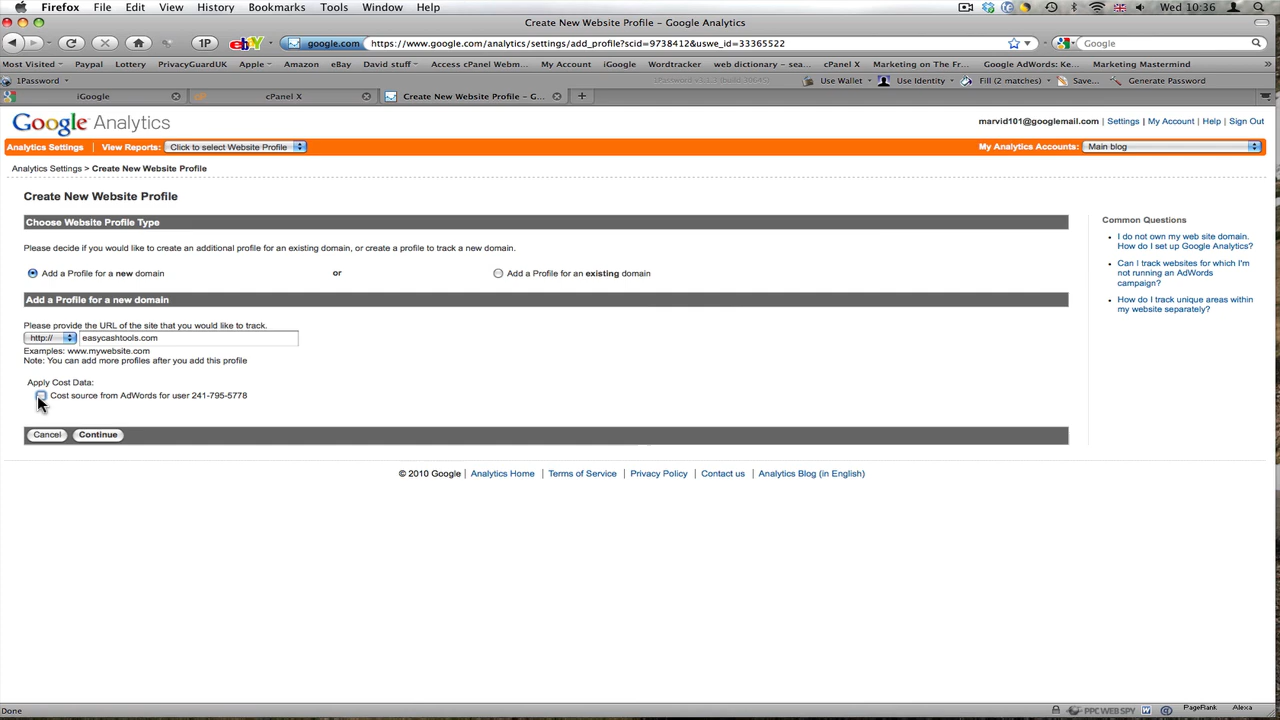 Firefox File Edit View History Bookmarks Tools Window Help Wed 10:36
Create New Website Profile – Google Analytics
1P eBY google.com https://www.google.com/analytics/settings/add_profile?scid=9738412&uswe_id=33365522 Google
Most Visited Paypal Lottery PrivacyGuardUK Apple Amazon eBay David stuff Access cPanel Webm... My Account iGoogle Wordtracker web dictionary – sea... cPanel X Marketing on The Fr... Google AdWords: Ke... Marketing Mastermind »
1Password Use Wallet Use Identity Fill (2 matches) Save... Generate Password
iGoogle cPanel X Create New Website Profile – G...
Google Analytics
marvid101@googlemail.com | Settings | My Account | Help | Sign Out
Analytics Settings View Reports: Click to select Website Profile My Analytics Accounts: Main blog
Analytics Settings > Create New Website Profile
Create New Website Profile
Choose Website Profile Type
Please decide if you would like to create an additional profile for an existing domain, or create a profile to track a new domain.
Add a Profile for a new domain or Add a Profile for an existing domain
Add a Profile for a new domain
Please provide the URL of the site that you would like to track.
http:// easycashtools.com
Examples: www.mywebsite.com
Note: You can add more profiles after you add this profile
Apply Cost Data:
Cost source from AdWords for user 241-795-5778
Cancel Continue
Common Questions
I do not own my web site domain.
How do I set up Google Analytics?
Can I track websites for which I'm
not running an AdWords
campaign?
How do I track unique areas within
my website separately?
© 2010 Google | Analytics Home | Terms of Service | Privacy Policy | Contact us | Analytics Blog (in English)
Done PPC WEB SPY PageRank Alexa